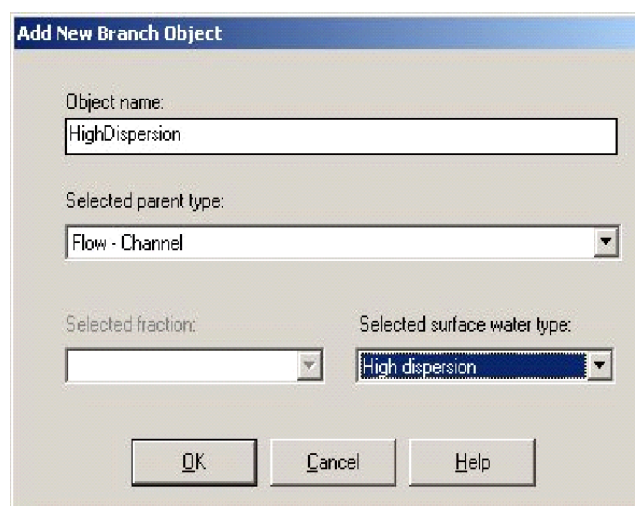 Add New Branch Object
Object name:
HighDispersion
Selected parent type:
Flow - Channel
Selected fraction:
Selected surface water type:
High dispersion
OK
Cancel
Help